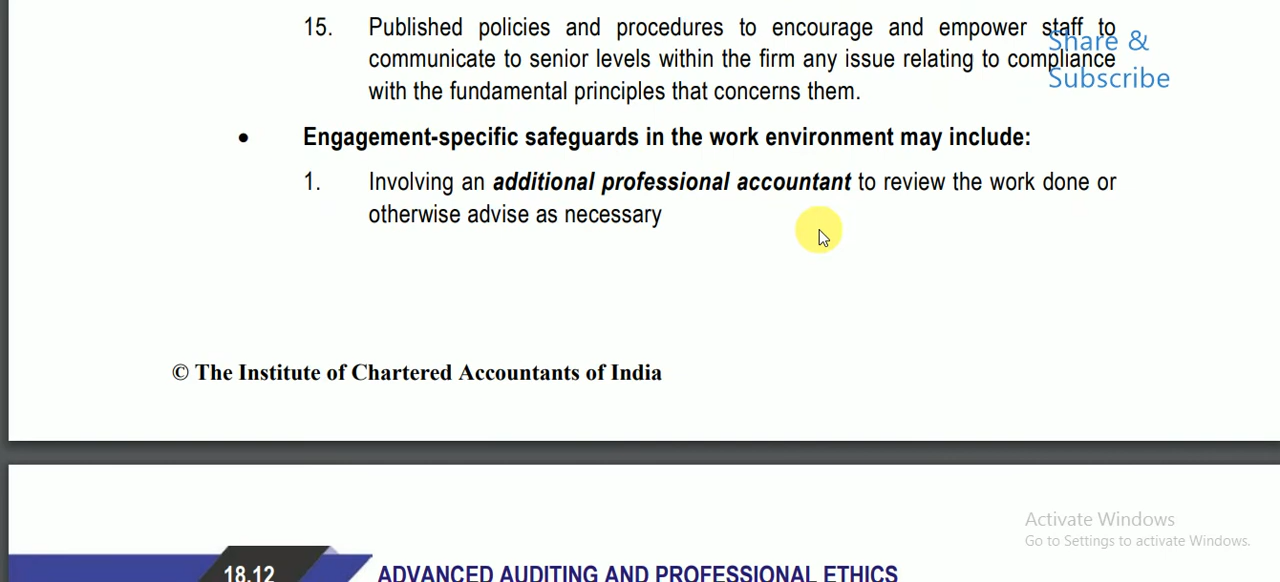 15. Published policies and procedures to encourage and empower staff to
communicate to senior levels within the firm any issue relating to compliance
with the fundamental principles that concerns them.
Share &
Subscribe
• Engagement-specific safeguards in the work environment may include:
1. Involving an additional professional accountant to review the work done or
otherwise advise as necessary
© The Institute of Chartered Accountants of India
Activate Windows
Go to Settings to activate Windows.
18.12 ADVANCED AUDITING AND PROFESSIONAL ETHICS